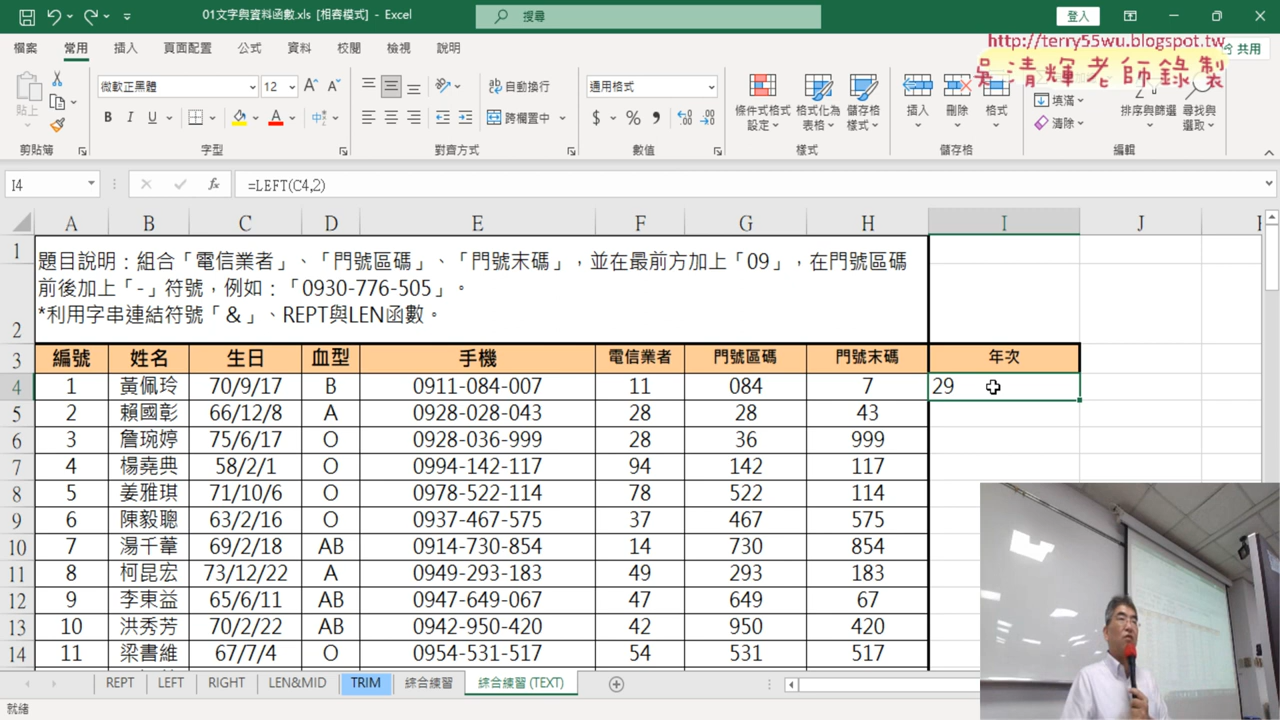 01文字與資料函數.xls [相容模式] - Excel
搜尋
登入
檔案 常用 插入 頁面配置 公式 資料 校閱 檢視 說明 共用
http://terry55wu.blogspot.tw
吳清輝老師錄製
貼上
微軟正黑體 12
B I U
自動換行
跨欄置中
通用格式
條件式格式設定 格式化為表格 儲存格樣式
插入 刪除 格式
填滿
清除
排序與篩選 尋找與選取
剪貼簿 字型 對齊方式 數值 樣式 儲存格 編輯
I4 =LEFT(C4,2)
A B C D E F G H I J
1 題目說明：組合「電信業者」、「門號區碼」、「門號末碼」，並在最前方加上「09」，在門號區碼
前後加上「-」符號，例如：「0930-776-505」。
2 *利用字串連結符號「&」、REPT與LEN函數。
3 編號 姓名 生日 血型 手機 電信業者 門號區碼 門號末碼 年次
4 1 黃佩玲 70/9/17 B 0911-084-007 11 084 7 29
5 2 賴國彰 66/12/8 A 0928-028-043 28 28 43
6 3 詹琬婷 75/6/17 O 0928-036-999 28 36 999
7 4 楊堯典 58/2/1 O 0994-142-117 94 142 117
8 5 姜雅琪 71/10/6 O 0978-522-114 78 522 114
9 6 陳毅聰 63/2/16 O 0937-467-575 37 467 575
10 7 湯千葦 69/2/18 AB 0914-730-854 14 730 854
11 8 柯昆宏 73/12/22 A 0949-293-183 49 293 183
12 9 李東益 65/6/11 AB 0947-649-067 47 649 67
13 10 洪秀芳 70/2/22 AB 0942-950-420 42 950 420
14 11 梁書維 67/7/4 O 0954-531-517 54 531 517
REPT LEFT RIGHT LEN&MID TRIM 綜合練習 綜合練習 (TEXT)
就緒